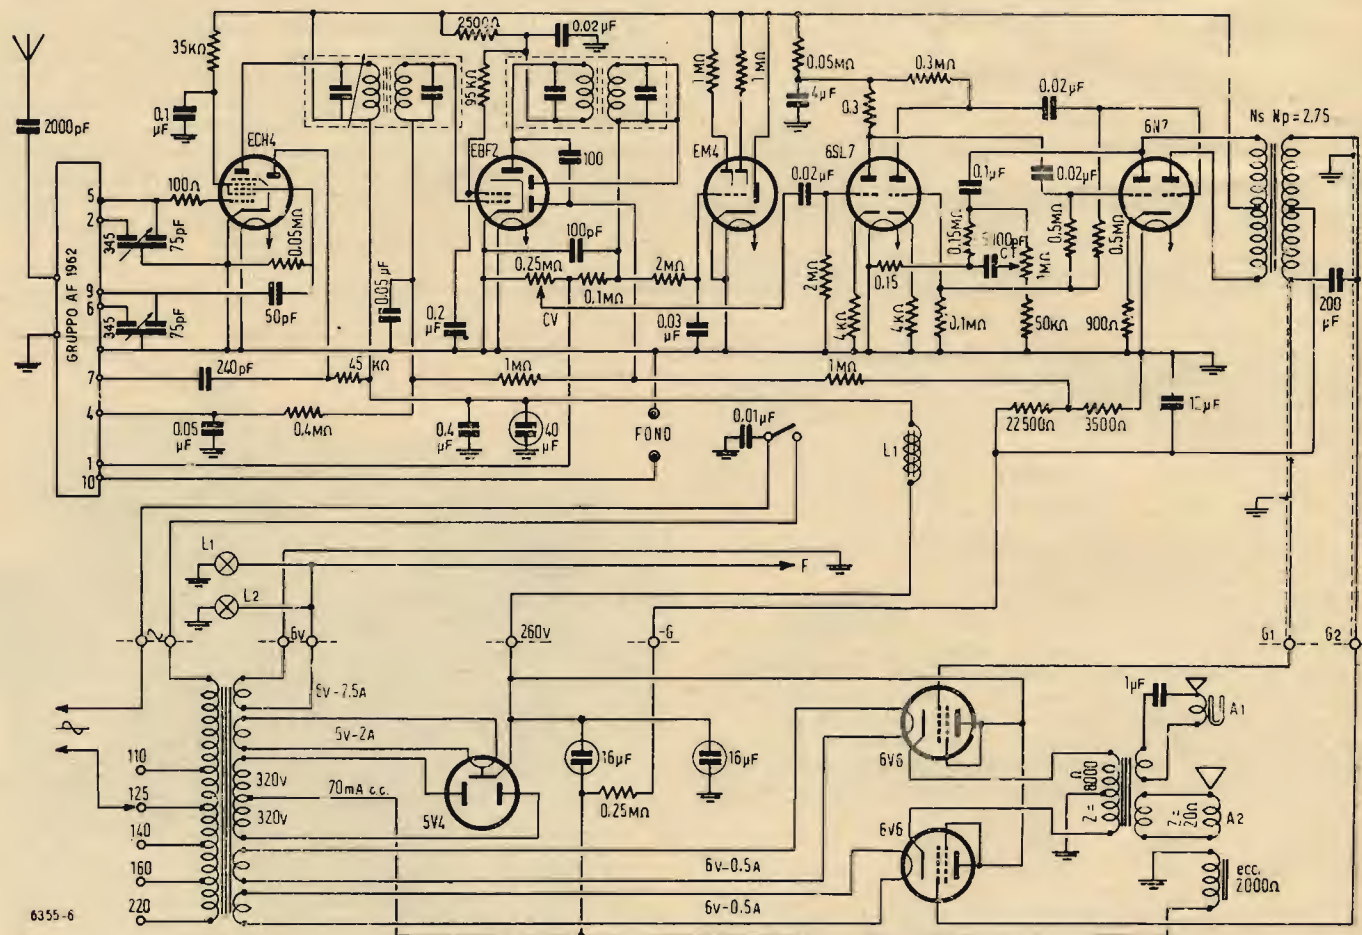 2500Ω
0.02µF
35KΩ
0.05MΩ
0.3MΩ
1MΩ
1MΩ
95KΩ
0.1
µF
2000pF
4µF
0.3
0.02µF
ECH4
EBF2
100
EM4
6SL7
6N7
Ns Np=2.75
0.02µF
0.1µF
0.02µF
GRUPPO AF 1962
5
2
9
6
7
4
1
10
100Ω
345
75pF
0.05MΩ
100pF
0.25MΩ
0.1MΩ
2MΩ
CV
2MΩ
0.15MΩ
100pF
CT
1MΩ
0.5MΩ
0.5MΩ
0.15
345
75pF
50pF
0.05µF
0.2
µF
0.03
µF
4KΩ
4KΩ
0.1MΩ
50KΩ
900Ω
200
µF
240pF
45
KΩ
1MΩ
1MΩ
0.05
µF
0.4MΩ
0.4
µF
40
µF
FONO
0.01µF
L1
22500Ω
3500Ω
L1
L2
F
6V
260V
-G
G1
G2
5V-2A
320V
320V
70mA c.c.
5V4
16µF
0.25MΩ
16µF
6V6
6V6
6V-0.5A
6V-0.5A
1µF
A1
Z=8000
Ω
Z=
20Ω
A2
ecc.
2000Ω
110
125
140
160
220
6355-6